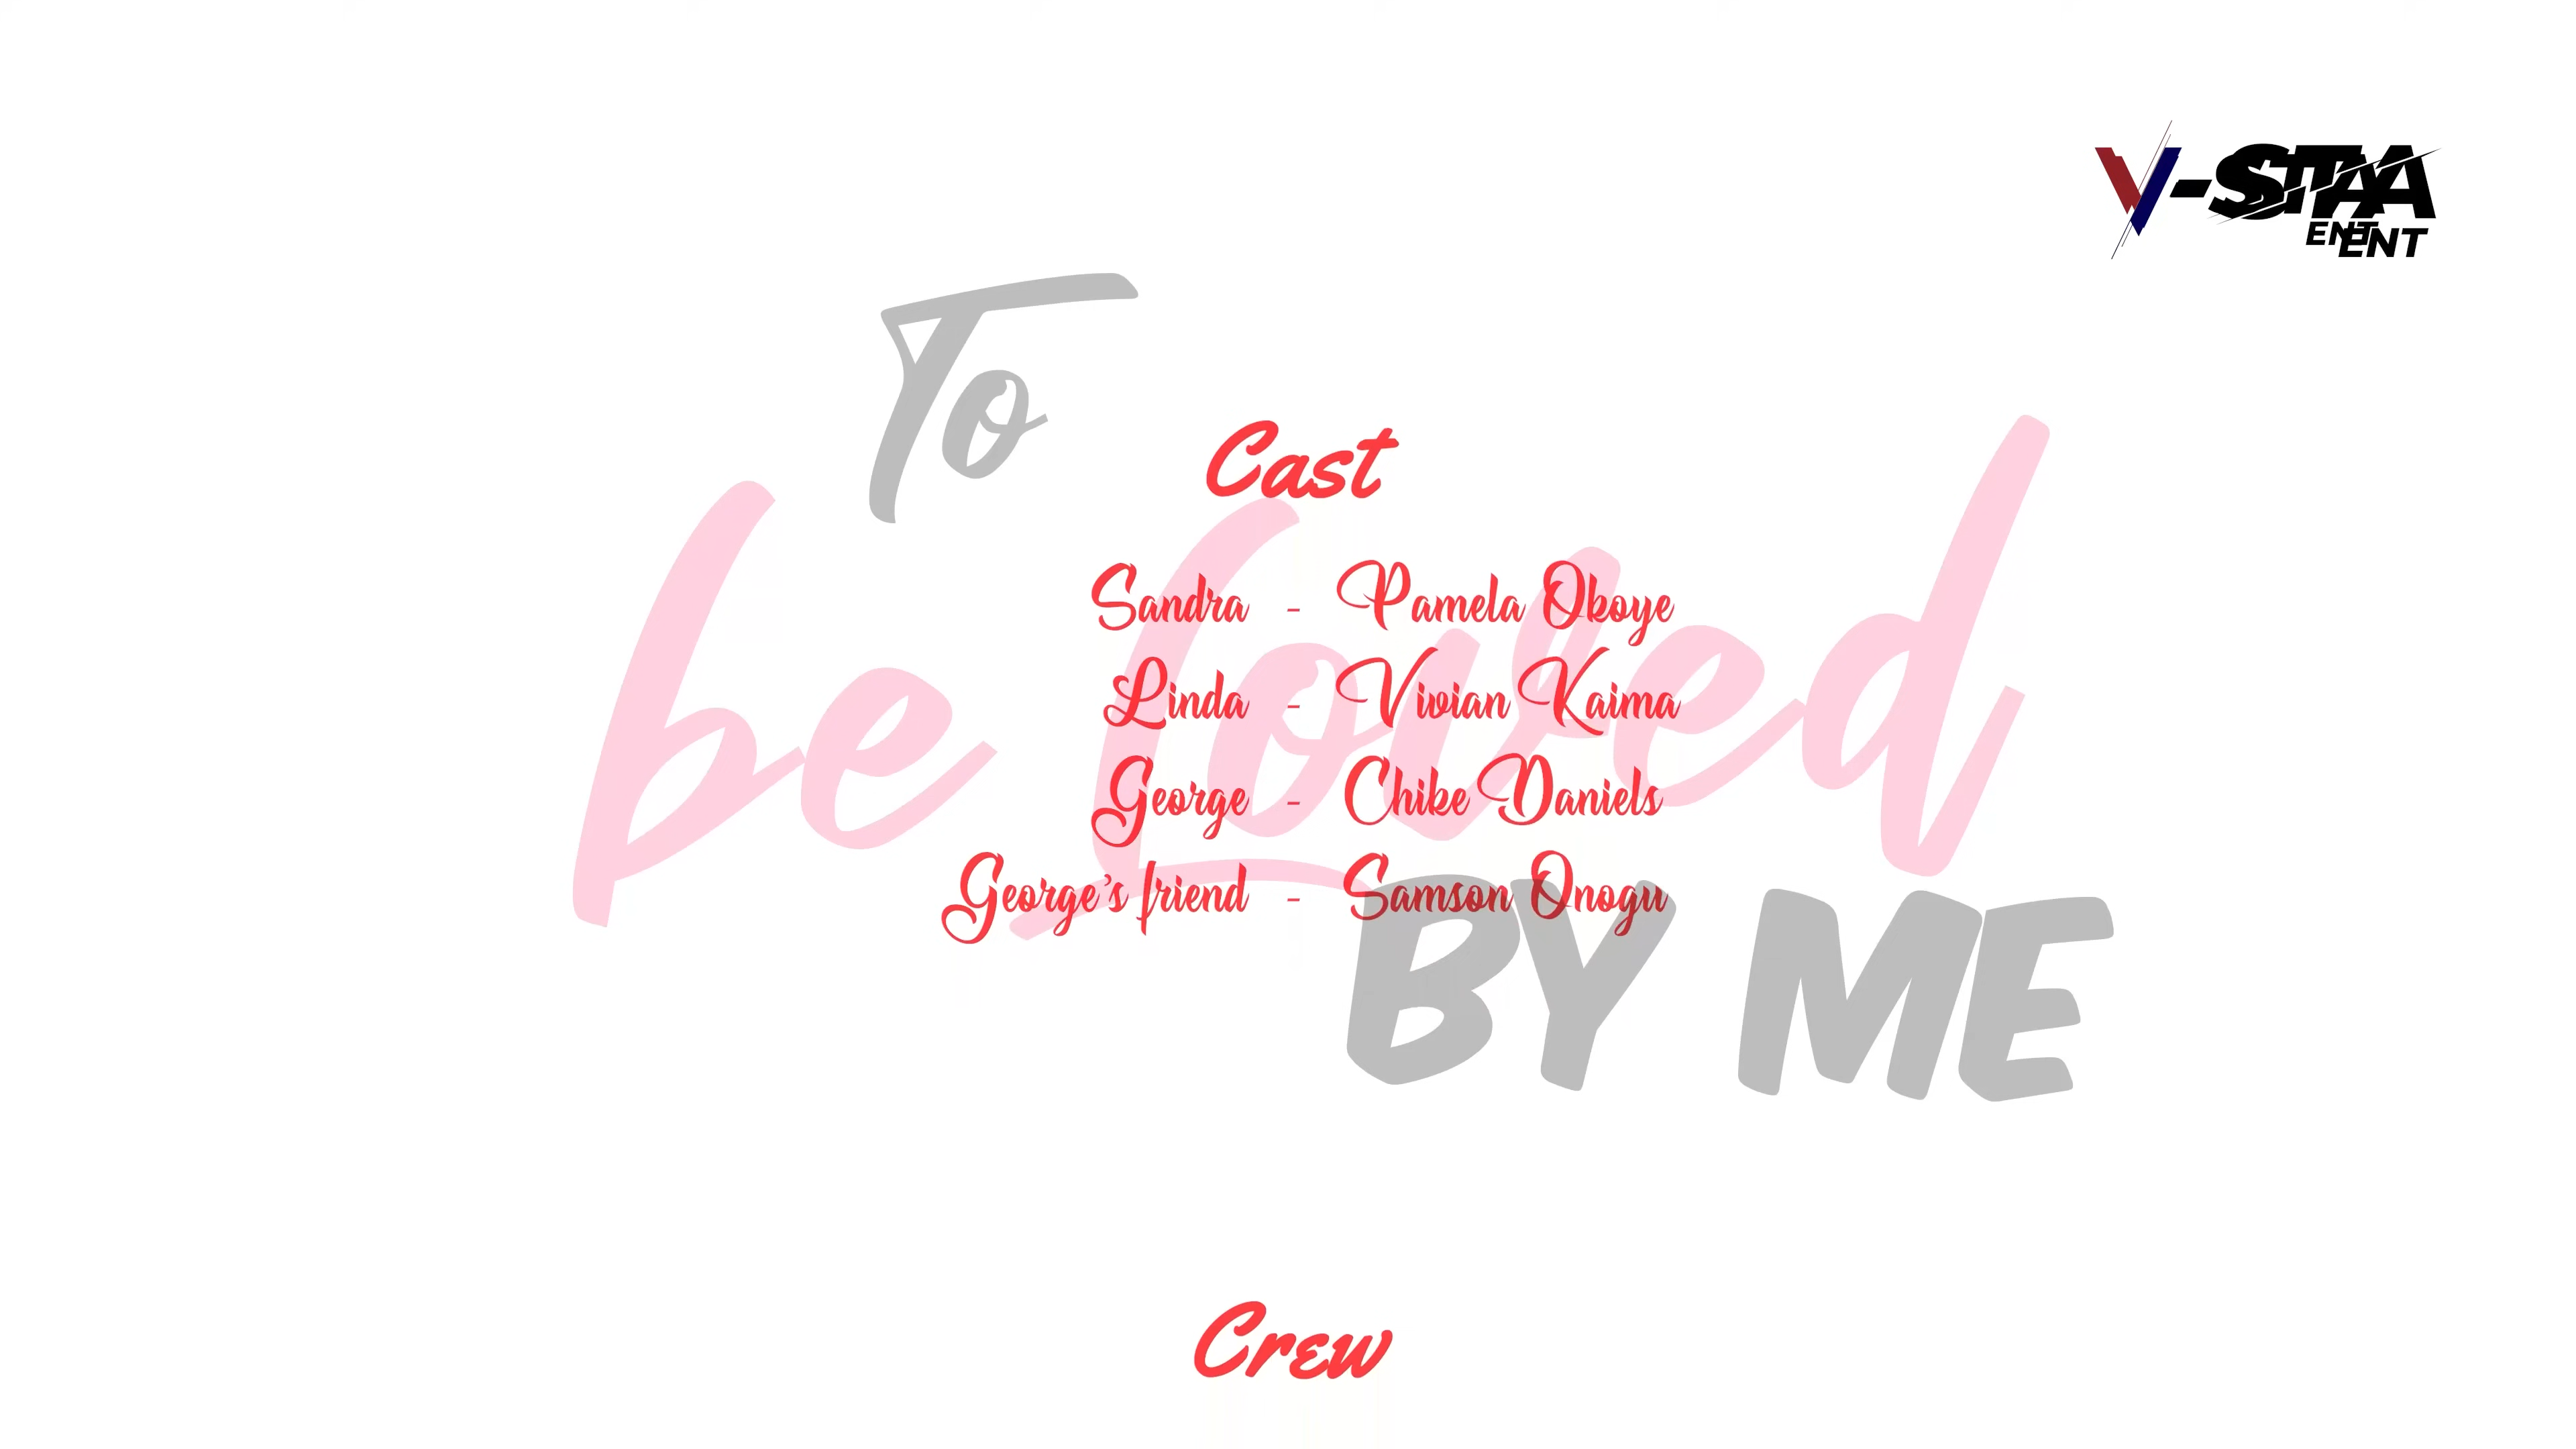 V-STAA
ENT
To
be Loved
BY ME
Cast
Sandra - Pamela Okoye
Linda - Vivian Kaima
George - Chike Daniels
George's friend - Samson Onogu
Crew